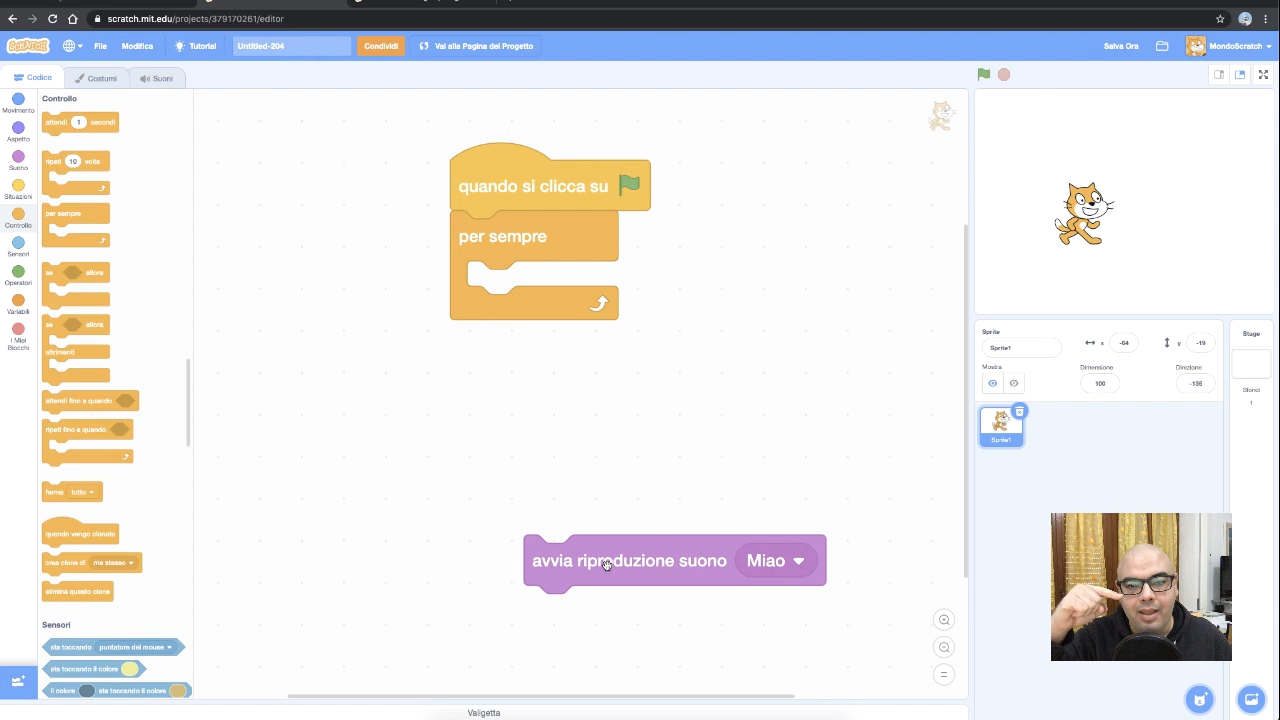 scratch.mit.edu/projects/379170261/editor
SCRATCH
File
Modifica
Tutorial
Untitled-204
Condividi
Vai alla Pagina del Progetto
Salva Ora
MondoScratch
Codice
Costumi
Suoni
Movimento
Aspetto
Suono
Situazioni
Controllo
Sensori
Operatori
Variabili
I Miei
Blocchi
Controllo
attendi 1 secondi
ripeti 10 volte
per sempre
se allora
se allora
altrimenti
attendi fino a quando
ripeti fino a quando
ferma tutto
quando vengo clonato
crea clone di me stesso
elimina questo clone
Sensori
sta toccando puntatore del mouse
sta toccando il colore
il colore sta toccando il colore
quando si clicca su
per sempre
avvia riproduzione suono Miao
Valigetta
Sprite
Sprite1
x -64
y -19
Mostra
Dimensione
100
Direzione
-135
Sprite1
Stage
Sfondi
1